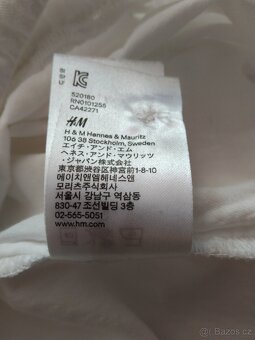 520180
RN0101255
CA42271
H&M
H & M Hennes & Mauritz
106 38 Stockholm, Sweden
エイチ・アンド・エム
ヘネス・アンド・マウリッツ
・ジャパン株式会社
東京都渋谷区神宮前1-8-10
에이치앤엠헤네스앤
모리츠주식회사
서울시 강남구 역삼동
830-47 조선빌딩 3층
02-565-5051
www.hm.com
bazos.cz